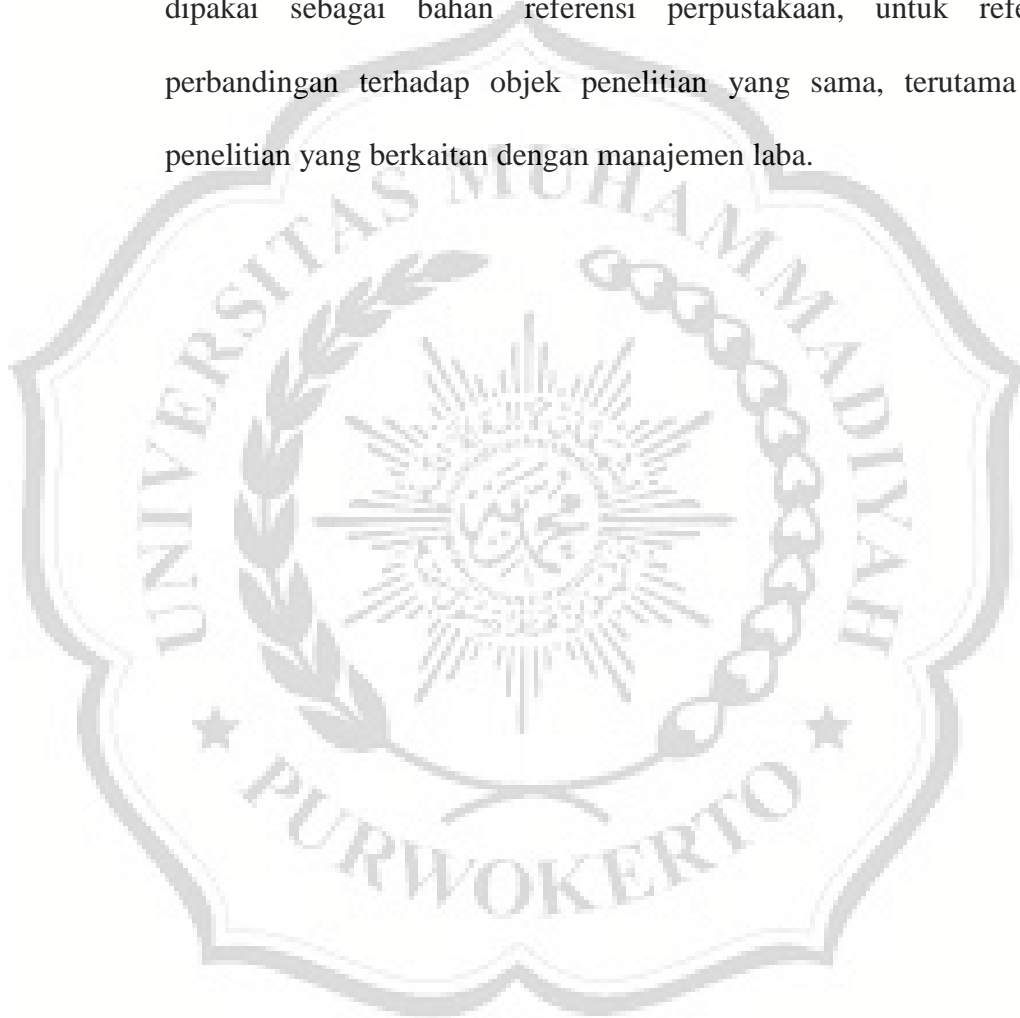 dipakai sebagai bahan referensi perpustakaan, untuk
perbandingan terhadap objek penelitian yang sama, terutama
penelitian yang berkaitan dengan manajemen laba.
UNIVERSITAS MUHAMMADIYAH
PURWOKERTO